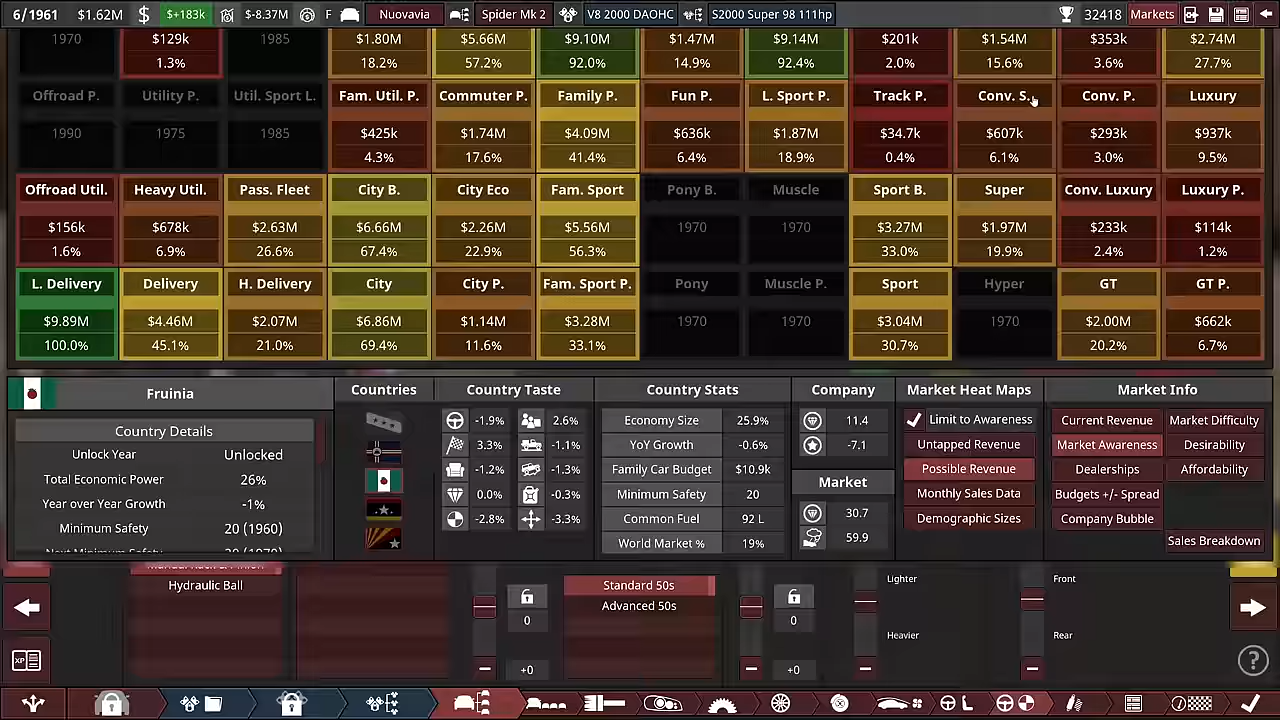 6/1961 $ $1.62M $+183k $-8.37M F Nuovavia Spider Mk 2 V8 2000 DAOHC S2000 Super 98 111hp 32418 Markets
1970 $129k 1985 $1.80M $5.66M $9.10M $1.47M $9.14M $201k $1.54M $353k $2.74M
1.3% 18.2% 57.2% 92.0% 14.9% 92.4% 2.0% 15.6% 3.6% 27.7%
Offroad P. Utility P. Util. Sport L. Fam. Util. P. Commuter P. Family P. Fun P. L. Sport P. Track P. Conv. S. Conv. P. Luxury
1990 1975 1985 $425k $1.74M $4.09M $636k $1.87M $34.7k $607k $293k $937k
4.3% 17.6% 41.4% 6.4% 18.9% 0.4% 6.1% 3.0% 9.5%
Offroad Util. Heavy Util. Pass. Fleet City B. City Eco Fam. Sport Pony B. Muscle Sport B. Super Conv. Luxury Luxury P.
$156k $678k $2.63M $6.66M $2.26M $5.56M 1970 1970 $3.27M $1.97M $233k $114k
1.6% 6.9% 26.6% 67.4% 22.9% 56.3% 33.0% 19.9% 2.4% 1.2%
L. Delivery Delivery H. Delivery City City P. Fam. Sport P. Pony Muscle P. Sport Hyper GT GT P.
$9.89M $4.46M $2.07M $6.86M $1.14M $3.28M 1970 1970 $3.04M 1970 $2.00M $662k
100.0% 45.1% 21.0% 69.4% 11.6% 33.1% 30.7% 20.2% 6.7%
Fruinia
Country Details
Unlock Year Unlocked
Total Economic Power 26%
Year over Year Growth -1%
Minimum Safety 20 (1960)
Countries
Country Taste
-1.9% 2.6%
3.3% -1.1%
-1.2% -1.3%
0.0% -0.3%
-2.8% -3.3%
Country Stats
Economy Size 25.9%
YoY Growth -0.6%
Family Car Budget $10.9k
Minimum Safety 20
Common Fuel 92 L
World Market % 19%
Company
11.4
-7.1
Market
30.7
59.9
Market Heat Maps
Limit to Awareness
Untapped Revenue
Possible Revenue
Monthly Sales Data
Demographic Sizes
Market Info
Current Revenue Market Difficulty
Market Awareness Desirability
Dealerships Affordability
Budgets +/- Spread
Company Bubble
Sales Breakdown
Hydraulic Ball
0
+0
Standard 50s
Advanced 50s
0
+0
Lighter
Heavier
Front
Rear
XP
?